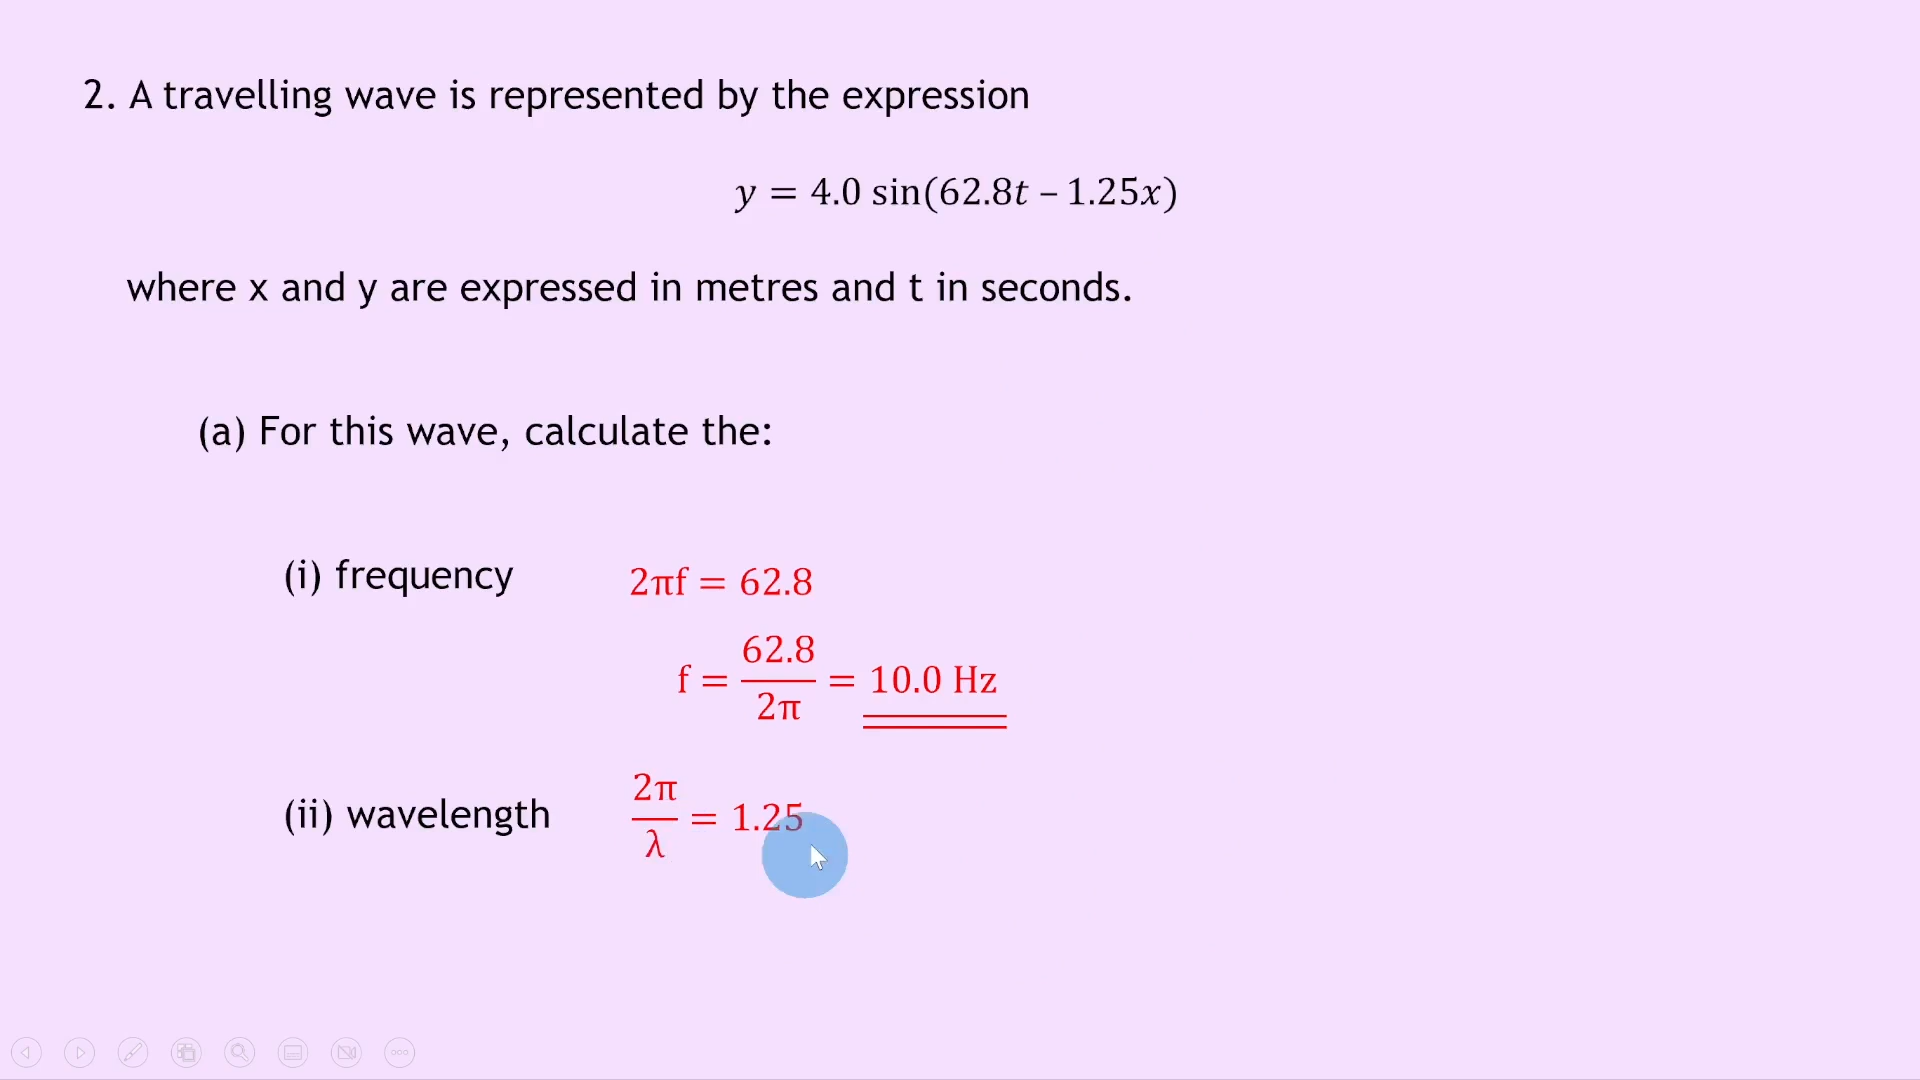 2. A travelling wave is represented by the expression
y = 4.0 sin(62.8t – 1.25x)
where x and y are expressed in metres and t in seconds.
(a) For this wave, calculate the:
(i) frequency 2πf = 62.8
f = 62.8/2π = 10.0 Hz
(ii) wavelength 2π/λ = 1.25